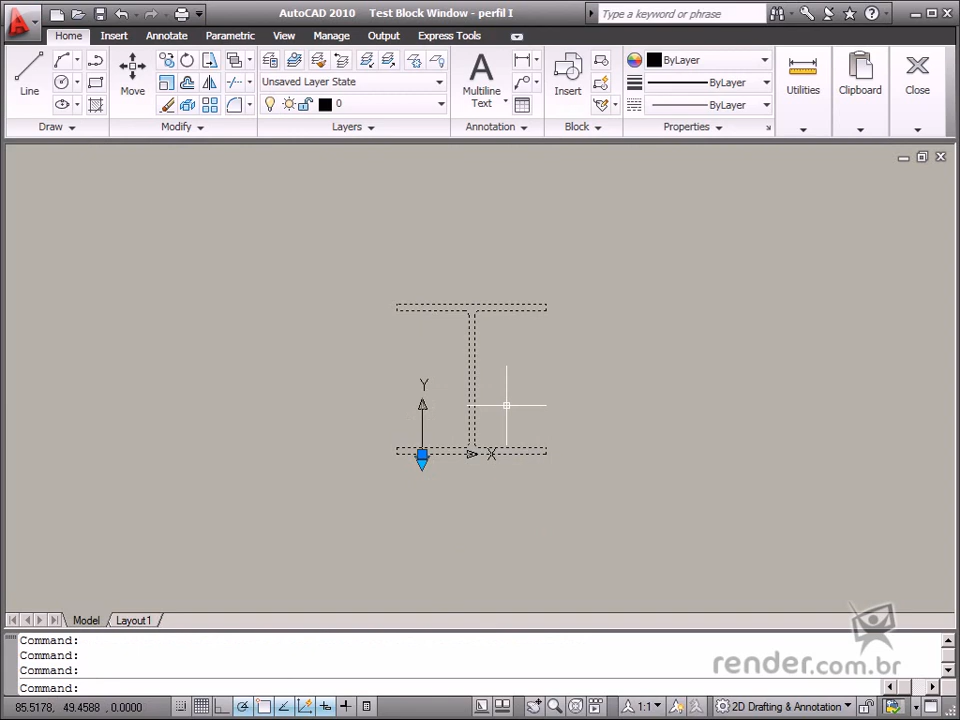 AutoCAD 2010 Test Block Window - perfil I
Type a keyword or phrase
Home Insert Annotate Parametric View Manage Output Express Tools
Line
Move
Unsaved Layer State
0
A
Multiline
Text
Insert
ByLayer
ByLayer
ByLayer
Utilities
Clipboard
Close
Draw
Modify
Layers
Annotation
Block
Properties
Y
X
Model Layout1
Command:
Command:
Command:
Command:
render.com.br
85.5178, 49.4588 , 0.0000
1:1
2D Drafting & Annotation